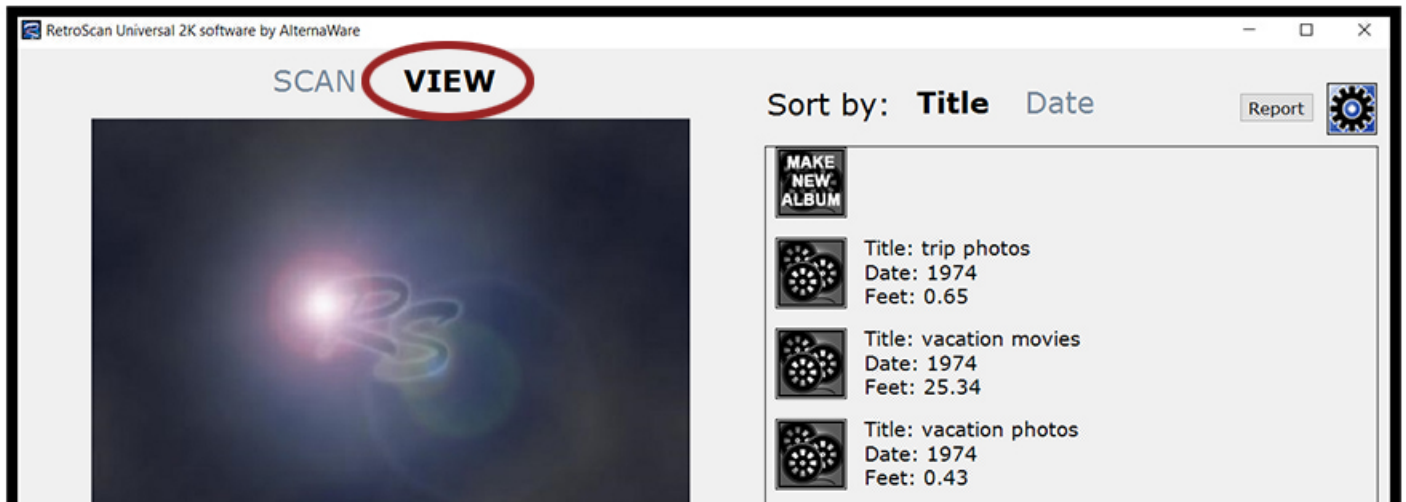 RetroScan Universal 2K software by AlternaWare
SCAN VIEW
Sort by: Title Date
Report
MAKE
NEW
ALBUM
Title: trip photos
Date: 1974
Feet: 0.65
Title: vacation movies
Date: 1974
Feet: 25.34
Title: vacation photos
Date: 1974
Feet: 0.43
RS